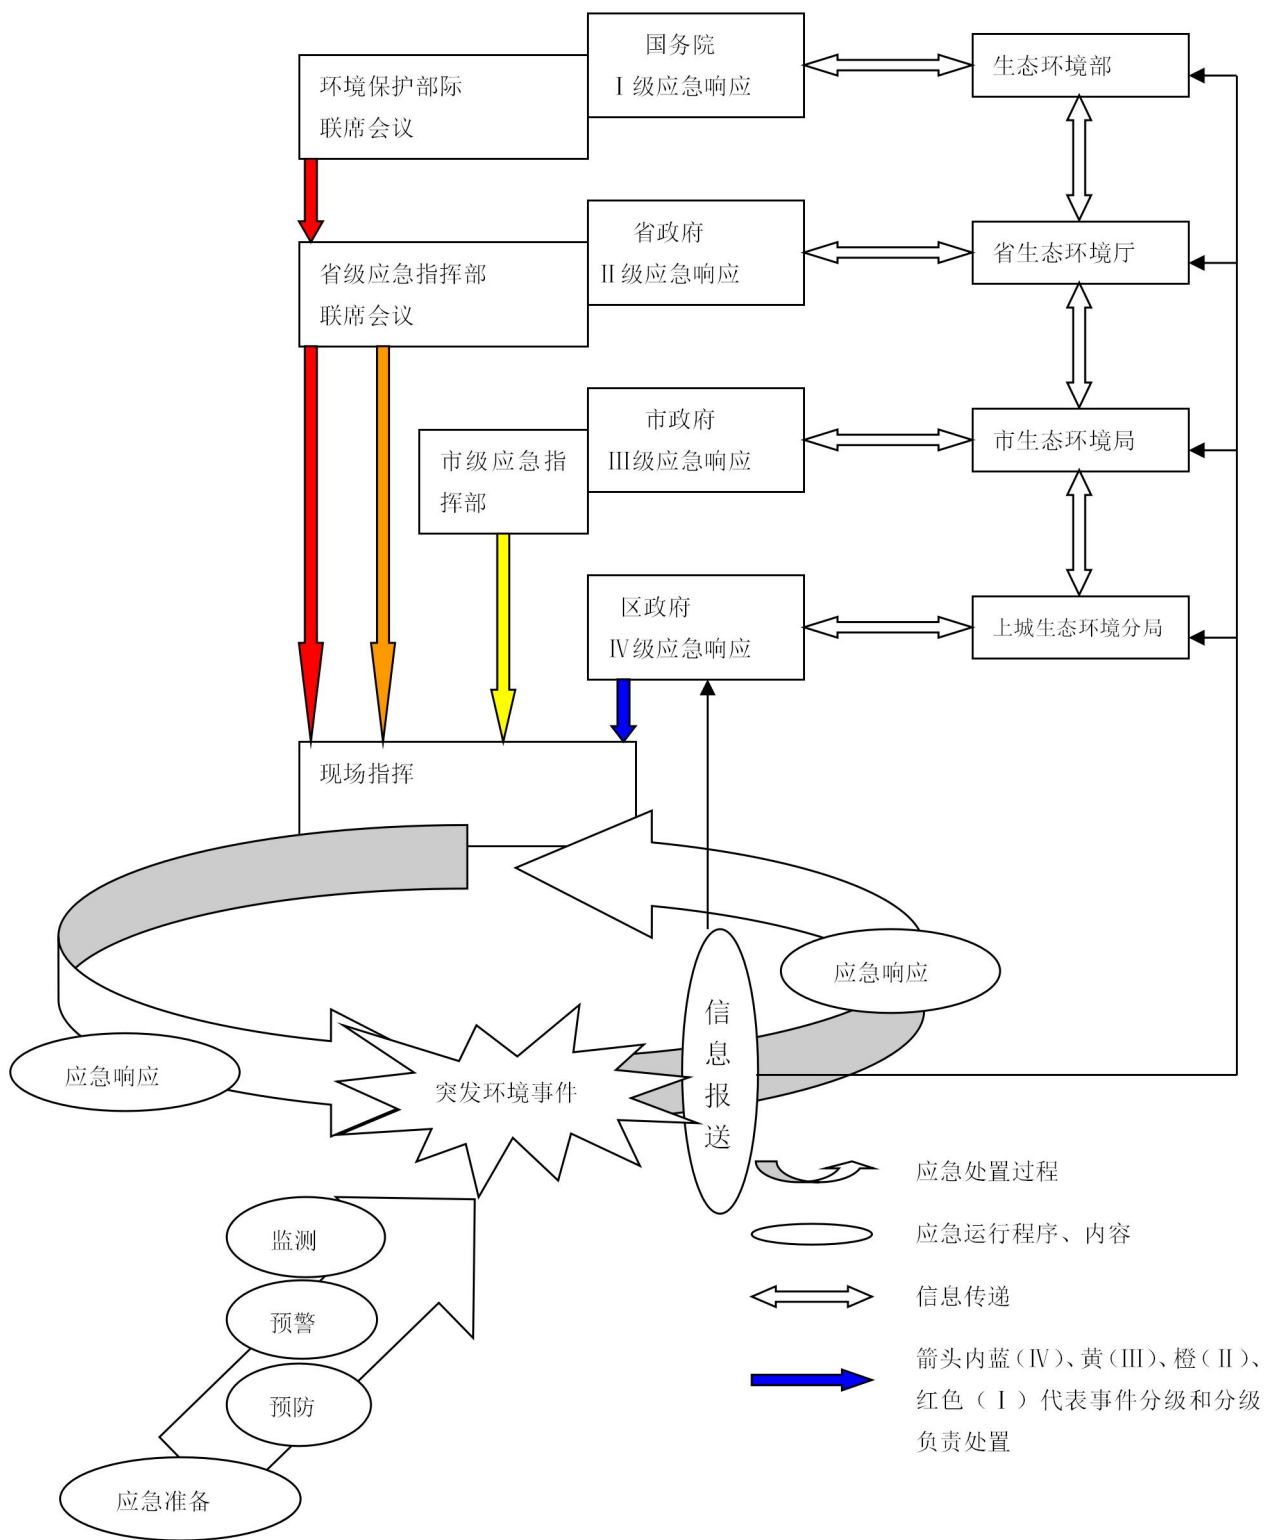 国务院
Ⅰ级应急响应
生态环境部
环境保护部际
联席会议
省政府
Ⅱ级应急响应
省生态环境厅
省级应急指挥部
联席会议
市政府
Ⅲ级应急响应
市生态环境局
市级应急指
挥部
区政府
Ⅳ级应急响应
上城生态环境分局
现场指挥
应急响应
信
息
报
送
应急响应
突发环境事件
监测
预警
预防
应急准备
应急处置过程
应急运行程序、内容
信息传递
箭头内蓝（Ⅳ）、黄（Ⅲ）、橙（Ⅱ）、
红色（Ⅰ）代表事件分级和分级
负责处置